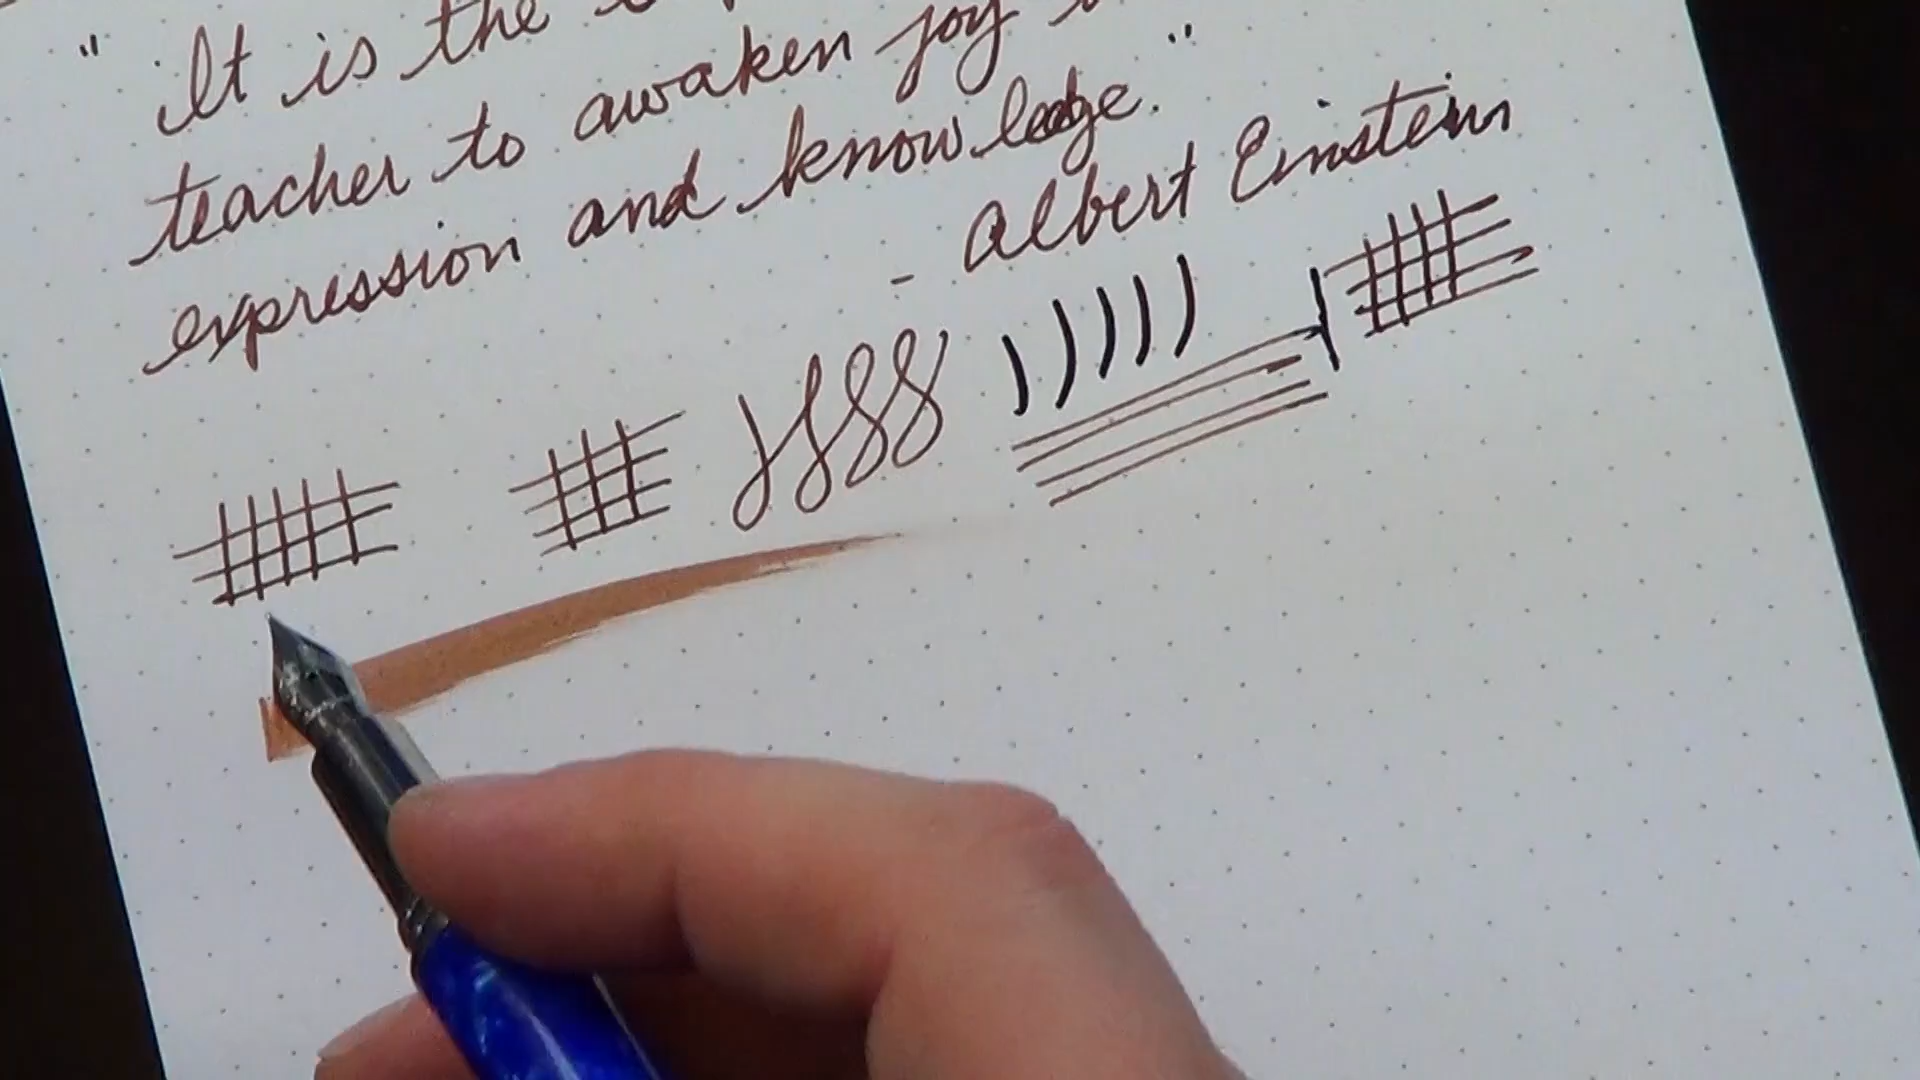 " It is the
teacher to awaken joy
expression and knowledge."
- Albert Einstein